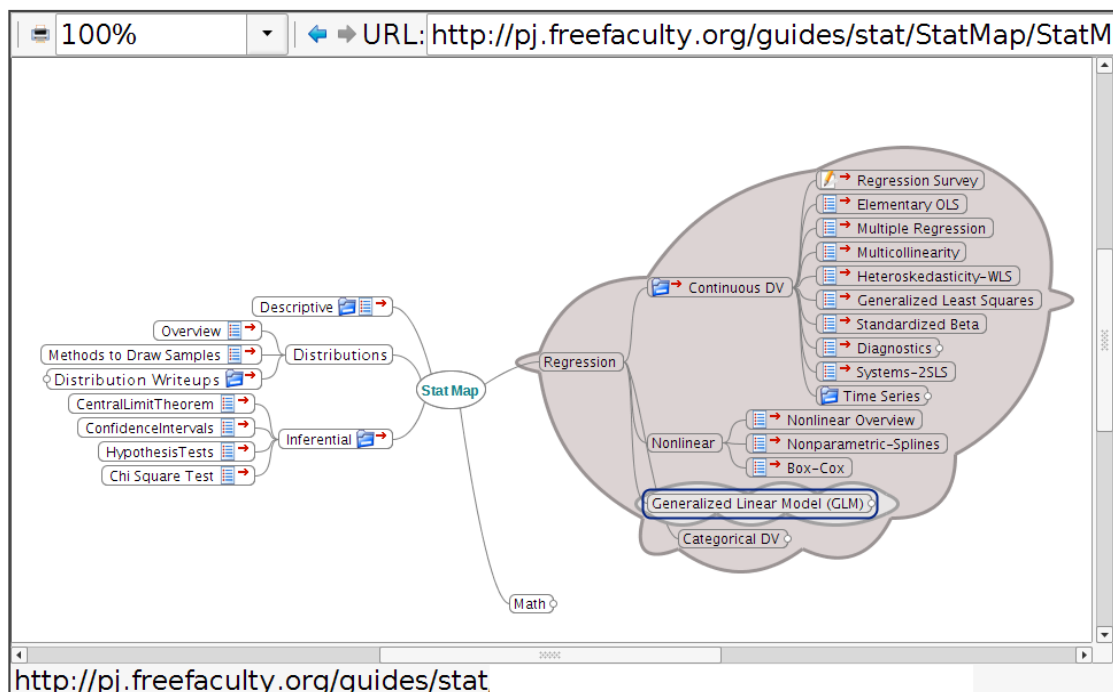 100%
URL: http://pj.freefaculty.org/guides/stat/StatMap/StatM
Regression Survey
Elementary OLS
Multiple Regression
Multicollinearity
Heteroskedasticity-WLS
Continuous DV
Generalized Least Squares
Descriptive
Standardized Beta
Overview
Diagnostics
Methods to Draw Samples
Distributions
Regression
Systems-2SLS
Distribution Writeups
Stat Map
Time Series
CentralLimitTheorem
Nonlinear Overview
ConfidenceIntervals
Inferential
Nonlinear
Nonparametric-Splines
HypothesisTests
Box-Cox
Chi Square Test
Generalized Linear Model (GLM)
Categorical DV
Math
http://pj.freefaculty.org/guides/stat